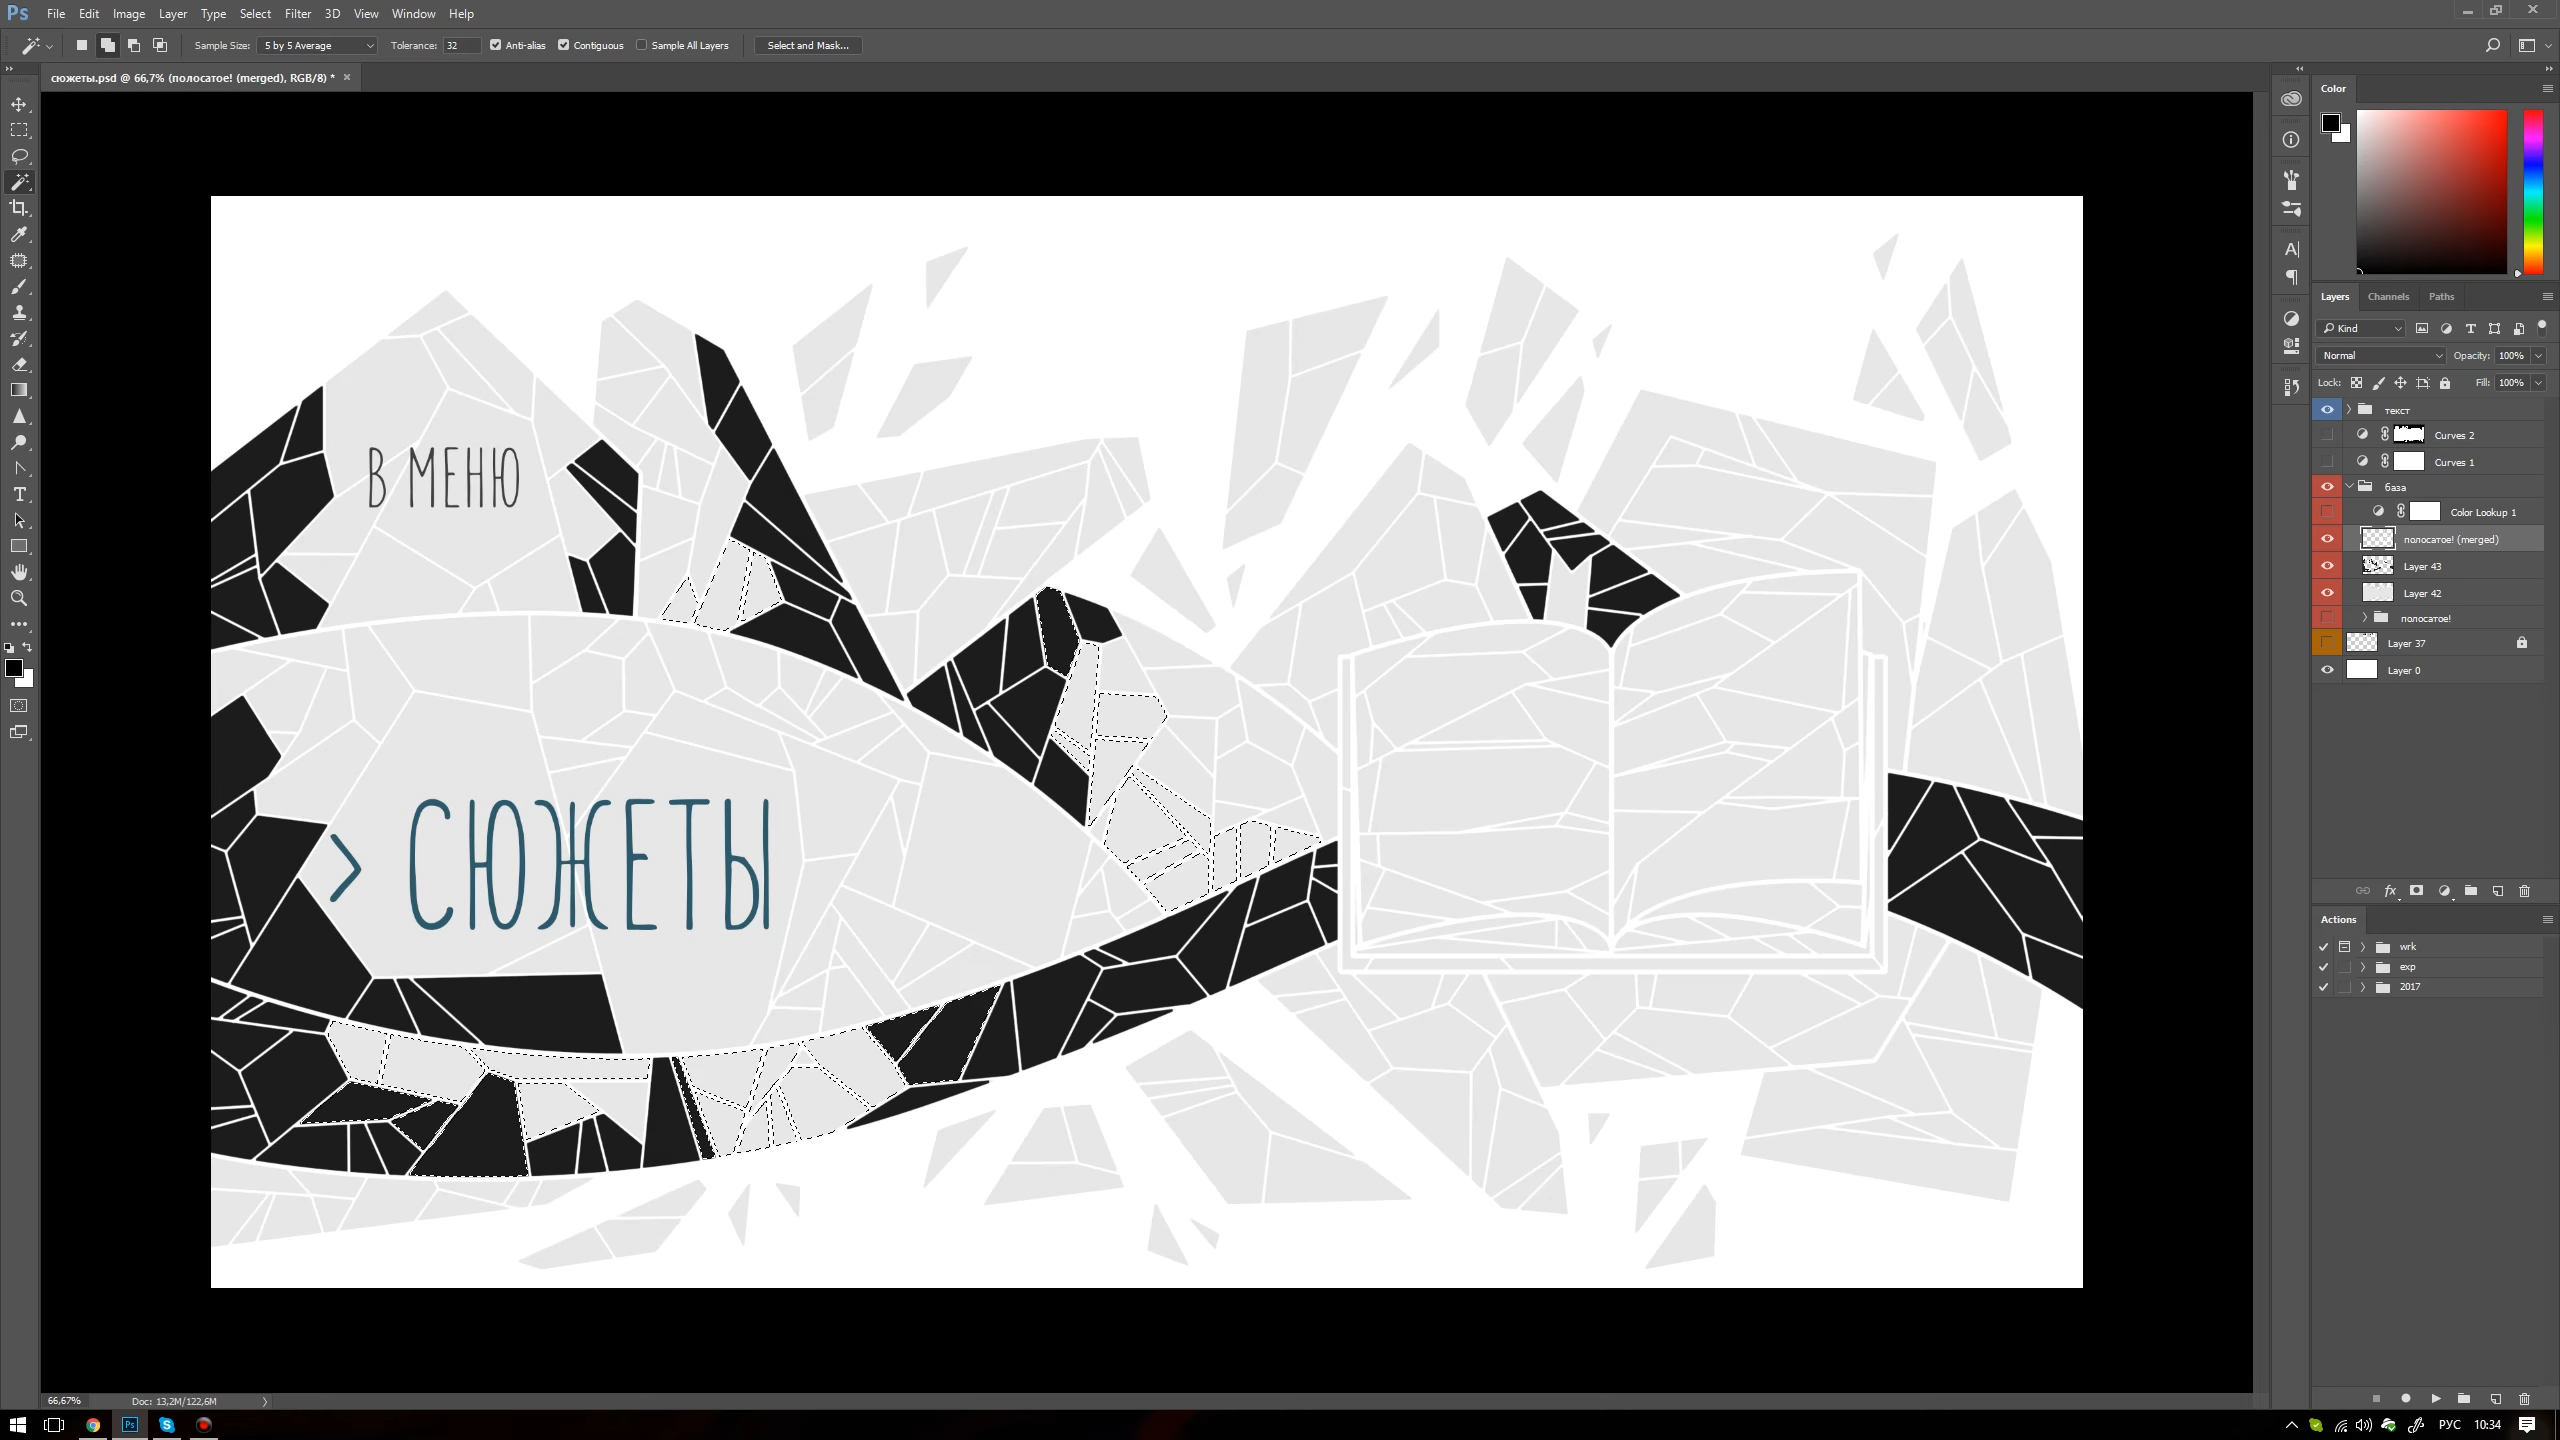 Ps File Edit Image Layer Type Select Filter 3D View Window Help
Sample Size: 5 by 5 Average Tolerance: 32 Anti-alias Contiguous Sample All Layers Select and Mask...
сюжеты.psd @ 66,7% (полосатое! (merged), RGB/8) *
В МЕНЮ
> СЮЖЕТЫ
66,67% Doc: 13,2M/122,6M
Color
Layers Channels Paths
Kind
Normal Opacity: 100%
Lock: Fill: 100%
текст
Curves 2
Curves 1
база
Color Lookup 1
полосатое! (merged)
Layer 43
Layer 42
полосатое!
Layer 37
Layer 0
fx
Actions
wrk
exp
2017
РУС 10:34